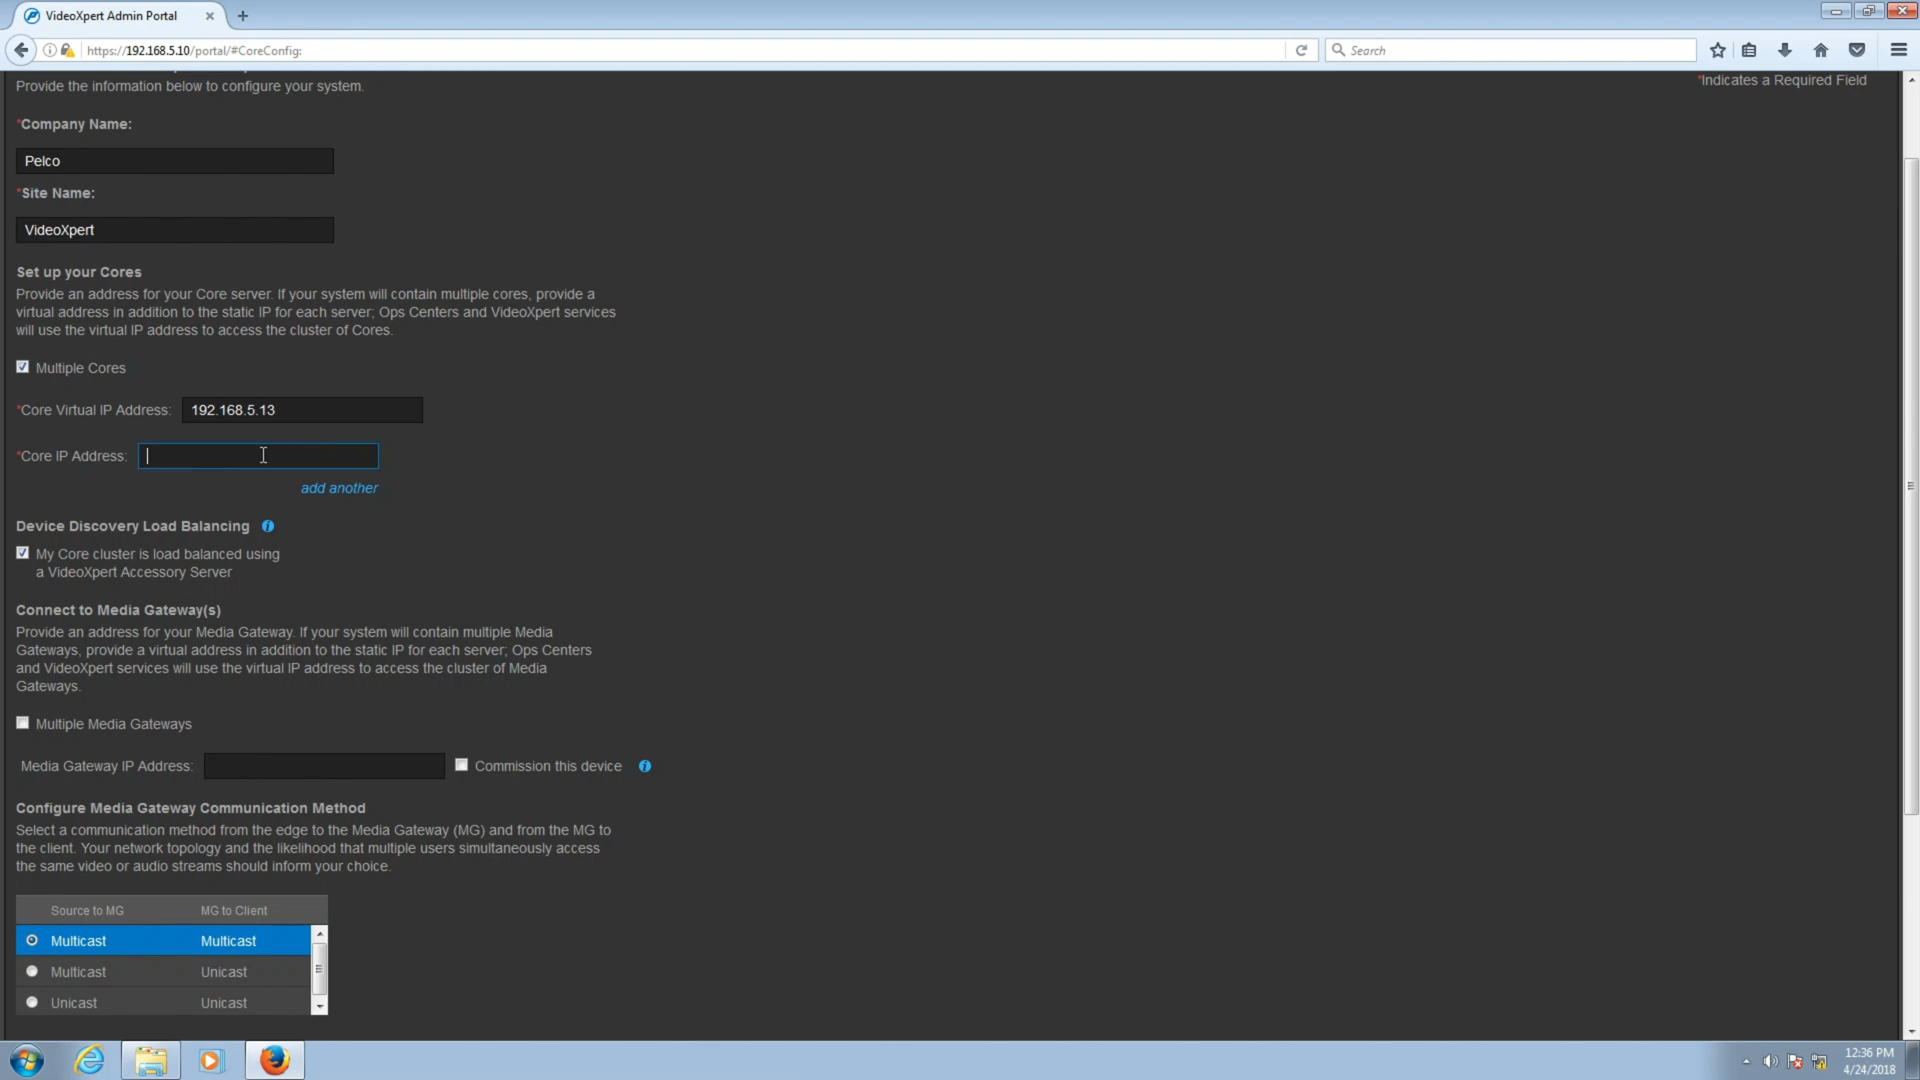 VideoXpert Admin Portal
https://192.168.5.10/portal/#CoreConfig:
Search
Provide the information below to configure your system.
*Indicates a Required Field
*Company Name:
Pelco
*Site Name:
VideoXpert
Set up your Cores
Provide an address for your Core server. If your system will contain multiple cores, provide a
virtual address in addition to the static IP for each server; Ops Centers and VideoXpert services
will use the virtual IP address to access the cluster of Cores.
Multiple Cores
*Core Virtual IP Address: 192.168.5.13
*Core IP Address:
add another
Device Discovery Load Balancing
My Core cluster is load balanced using
a VideoXpert Accessory Server
Connect to Media Gateway(s)
Provide an address for your Media Gateway. If your system will contain multiple Media
Gateways, provide a virtual address in addition to the static IP for each server; Ops Centers
and VideoXpert services will use the virtual IP address to access the cluster of Media
Gateways.
Multiple Media Gateways
Media Gateway IP Address: Commission this device
Configure Media Gateway Communication Method
Select a communication method from the edge to the Media Gateway (MG) and from the MG to
the client. Your network topology and the likelihood that multiple users simultaneously access
the same video or audio streams should inform your choice.
Source to MG MG to Client
Multicast Multicast
Multicast Unicast
Unicast Unicast
12:36 PM
4/24/2018